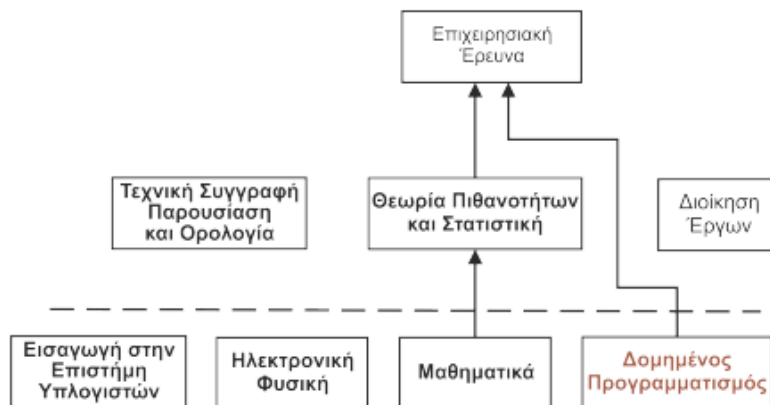 Επιχειρησιακή
Έρευνα
Τεχνική Συγγραφή
Παρουσίαση
και Ορολογία
Θεωρία Πιθανοτήτων
και Στατιστική
Διοίκηση
Έργων
Εισαγωγή στην
Επιστήμη
Υπλογιστών
Ηλεκτρονική
Φυσική
Μαθηματικά
Δομημένος
Προγραμματισμός